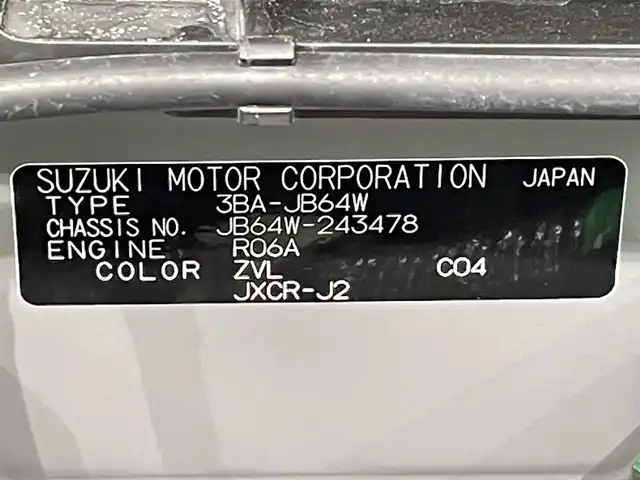 SUZUKI MOTOR CORPORATION JAPAN
TYPE 3BA-JB64W
CHASSIS NO. JB64W-243478
ENGINE R06A
COLOR ZVL C04
JXCR-J2